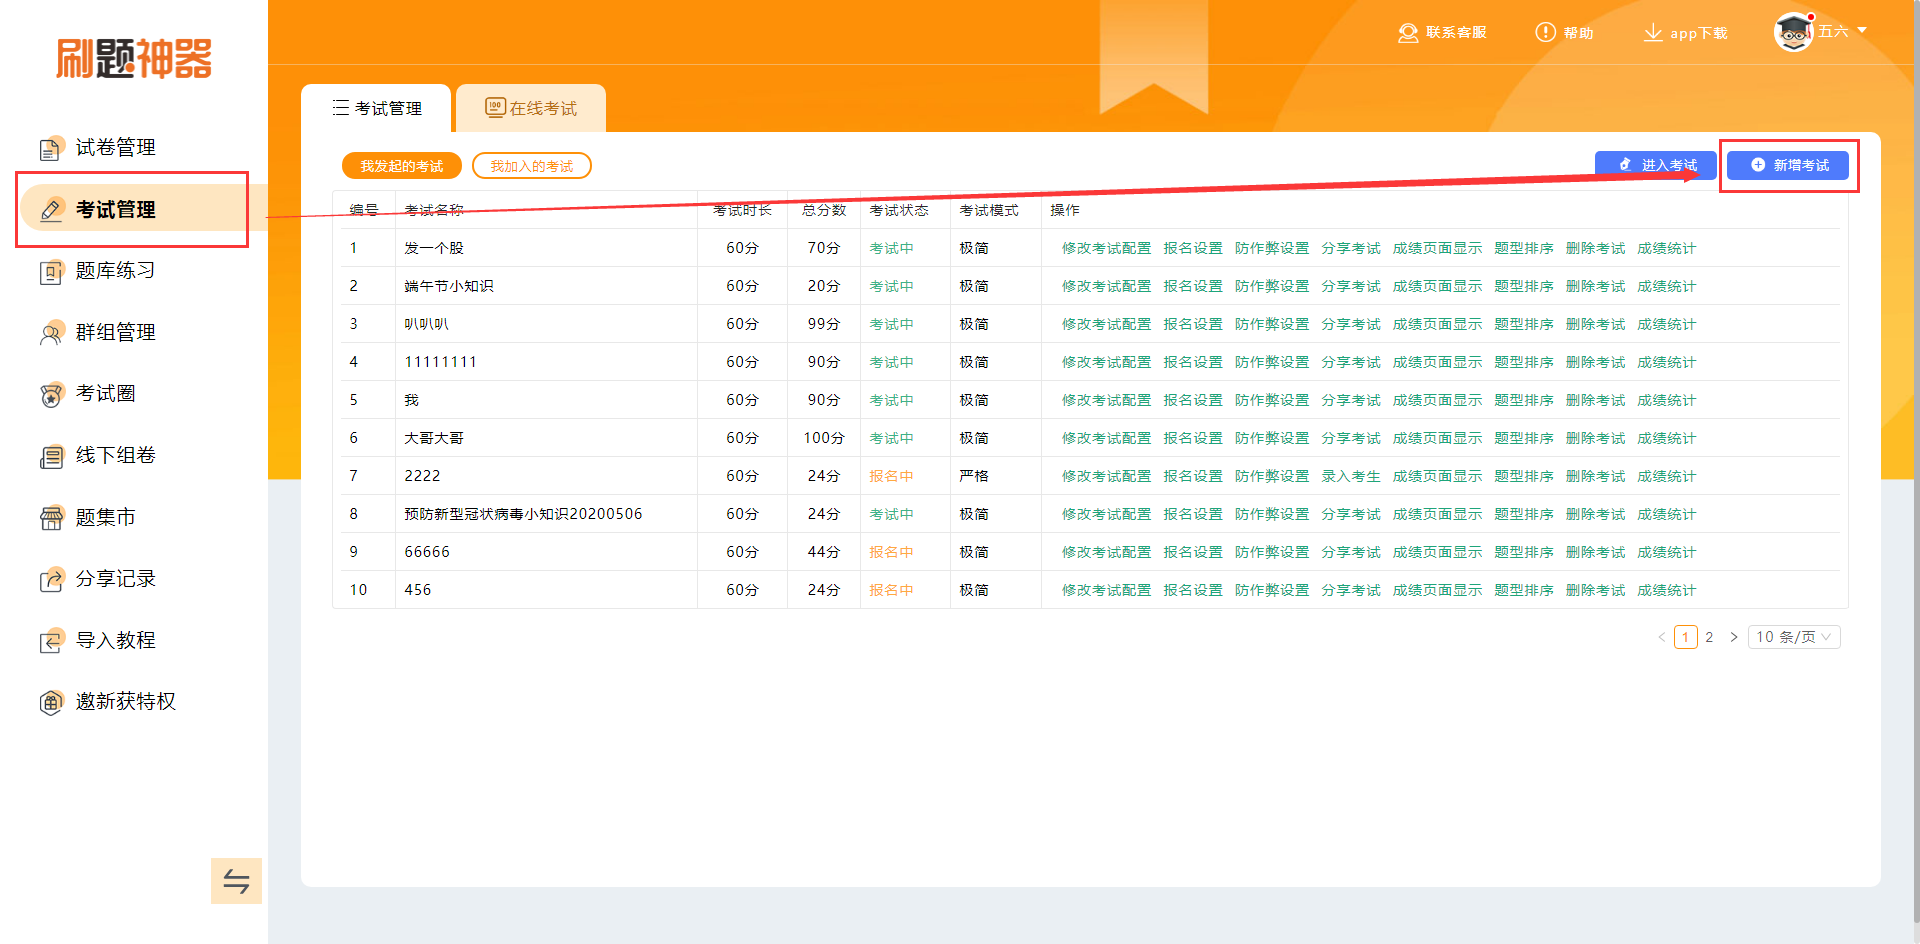 刷题神器
联系客服 帮助 app下载 五六
试卷管理
考试管理
题库练习
群组管理
考试圈
线下组卷
题集市
分享记录
导入教程
邀新获特权
考试管理 100 在线考试
我发起的考试 我加入的考试 进入考试 新增考试
编号 考试名称 考试时长 总分数 考试状态 考试模式 操作
1 发一个股 60分 70分 考试中 极简 修改考试配置 报名设置 防作弊设置 分享考试 成绩页面显示 题型排序 删除考试 成绩统计
2 端午节小知识 60分 20分 考试中 极简 修改考试配置 报名设置 防作弊设置 分享考试 成绩页面显示 题型排序 删除考试 成绩统计
3 叭叭叭 60分 99分 考试中 极简 修改考试配置 报名设置 防作弊设置 分享考试 成绩页面显示 题型排序 删除考试 成绩统计
4 11111111 60分 90分 考试中 极简 修改考试配置 报名设置 防作弊设置 分享考试 成绩页面显示 题型排序 删除考试 成绩统计
5 我 60分 90分 考试中 极简 修改考试配置 报名设置 防作弊设置 分享考试 成绩页面显示 题型排序 删除考试 成绩统计
6 大哥大哥 60分 100分 考试中 极简 修改考试配置 报名设置 防作弊设置 分享考试 成绩页面显示 题型排序 删除考试 成绩统计
7 2222 60分 24分 报名中 严格 修改考试配置 报名设置 防作弊设置 录入考生 成绩页面显示 题型排序 删除考试 成绩统计
8 预防新型冠状病毒小知识20200506 60分 24分 考试中 极简 修改考试配置 报名设置 防作弊设置 分享考试 成绩页面显示 题型排序 删除考试 成绩统计
9 66666 60分 44分 报名中 极简 修改考试配置 报名设置 防作弊设置 分享考试 成绩页面显示 题型排序 删除考试 成绩统计
10 456 60分 24分 报名中 极简 修改考试配置 报名设置 防作弊设置 分享考试 成绩页面显示 题型排序 删除考试 成绩统计
< 1 2 > 10 条/页